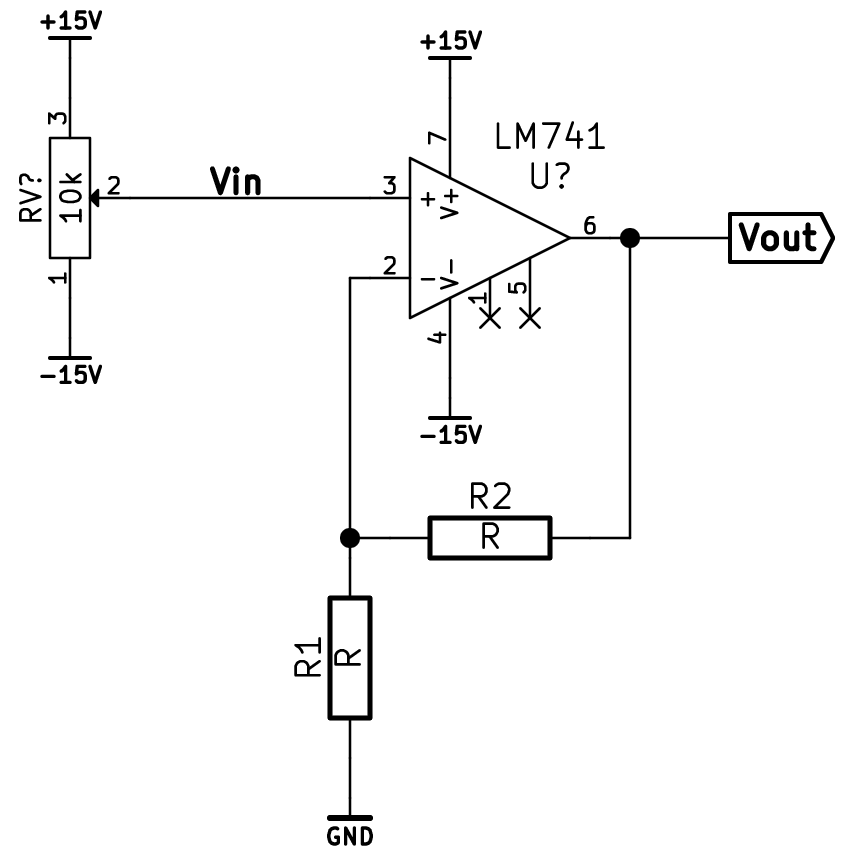 +15V
+15V
3
7
LM741
U?
RV?
10k
2
Vin
3
+
V+
6
Vout
2
-
V-
1
5
1
4
-15V
-15V
R2
R
R1
R
GND